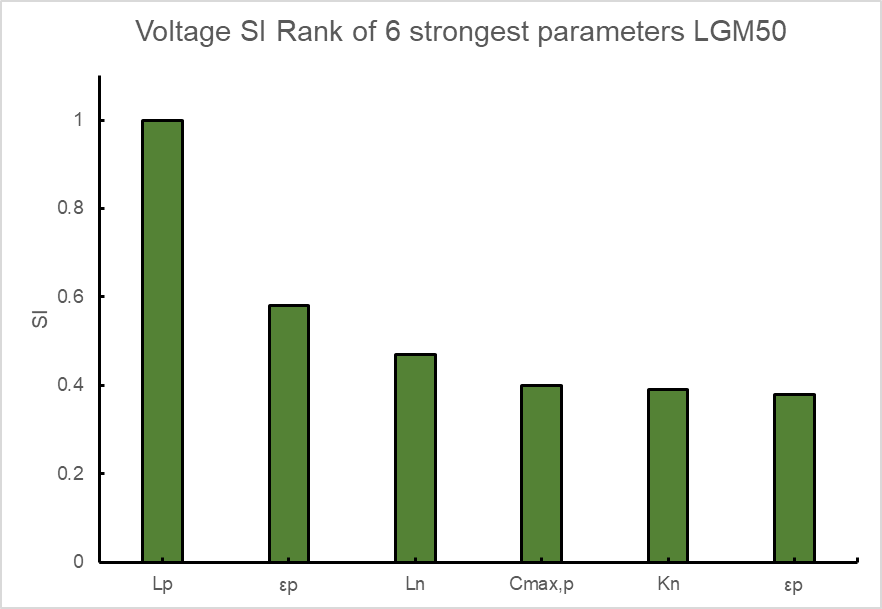 Voltage SI Rank of 6 strongest parameters LGM50
1
0.8
0.6
SI
0.4
0.2
0
Lp εp Ln Cmax,p Kn εp